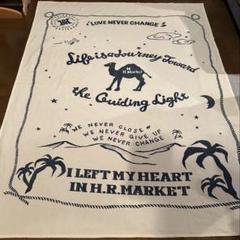 LOVE NEVER CHANGE
Life is a Journey Toward
H.R.Market
the Guiding Light
WE NEVER CLOSE
WE NEVER GIVE UP
WE NEVER CHANGE
I LEFT MY HEART
IN H.R.MARKET